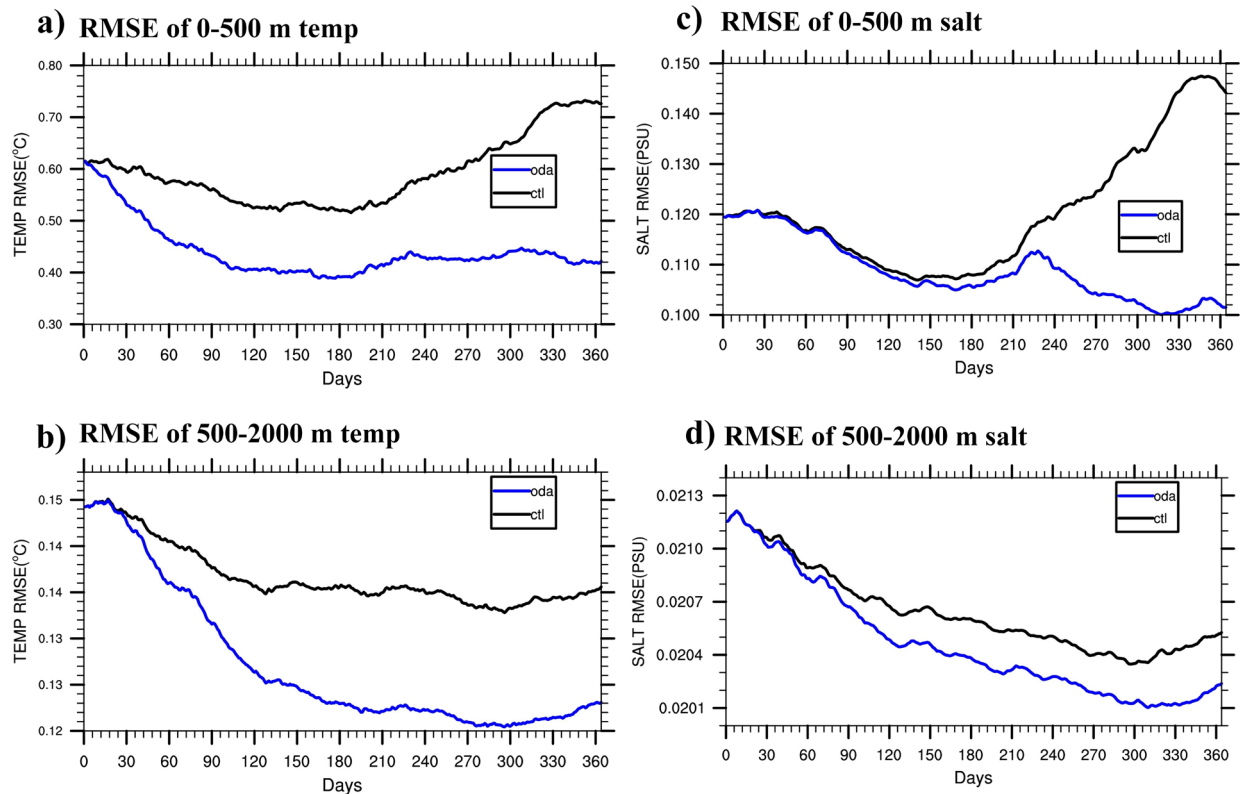 a) RMSE of 0-500 m temp
TEMP RMSE(°C)
0.80
0.70
0.60
0.50
0.40
0.30
oda
ctl
0 30 60 90 120 150 180 210 240 270 300 330 360
Days
c) RMSE of 0-500 m salt
SALT RMSE(PSU)
0.150
0.140
0.130
0.120
0.110
0.100
oda
ctl
0 30 60 90 120 150 180 210 240 270 300 330 360
Days
b) RMSE of 500-2000 m temp
TEMP RMSE(°C)
0.15
0.14
0.14
0.13
0.13
0.12
oda
ctl
0 30 60 90 120 150 180 210 240 270 300 330 360
Days
d) RMSE of 500-2000 m salt
SALT RMSE(PSU)
0.0213
0.0210
0.0207
0.0204
0.0201
oda
ctl
0 30 60 90 120 150 180 210 240 270 300 330 360
Days